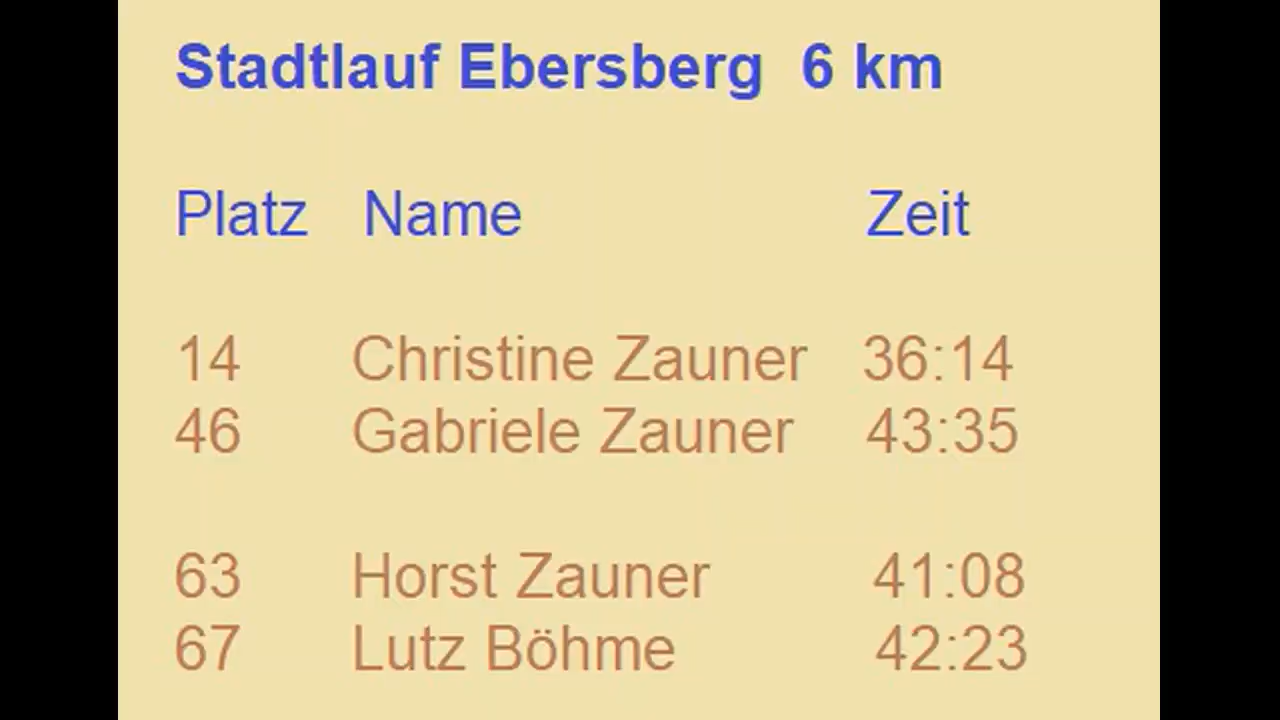 Stadtlauf Ebersberg 6 km
Platz Name Zeit
14 Christine Zauner 36:14
46 Gabriele Zauner 43:35
63 Horst Zauner 41:08
67 Lutz Böhme 42:23